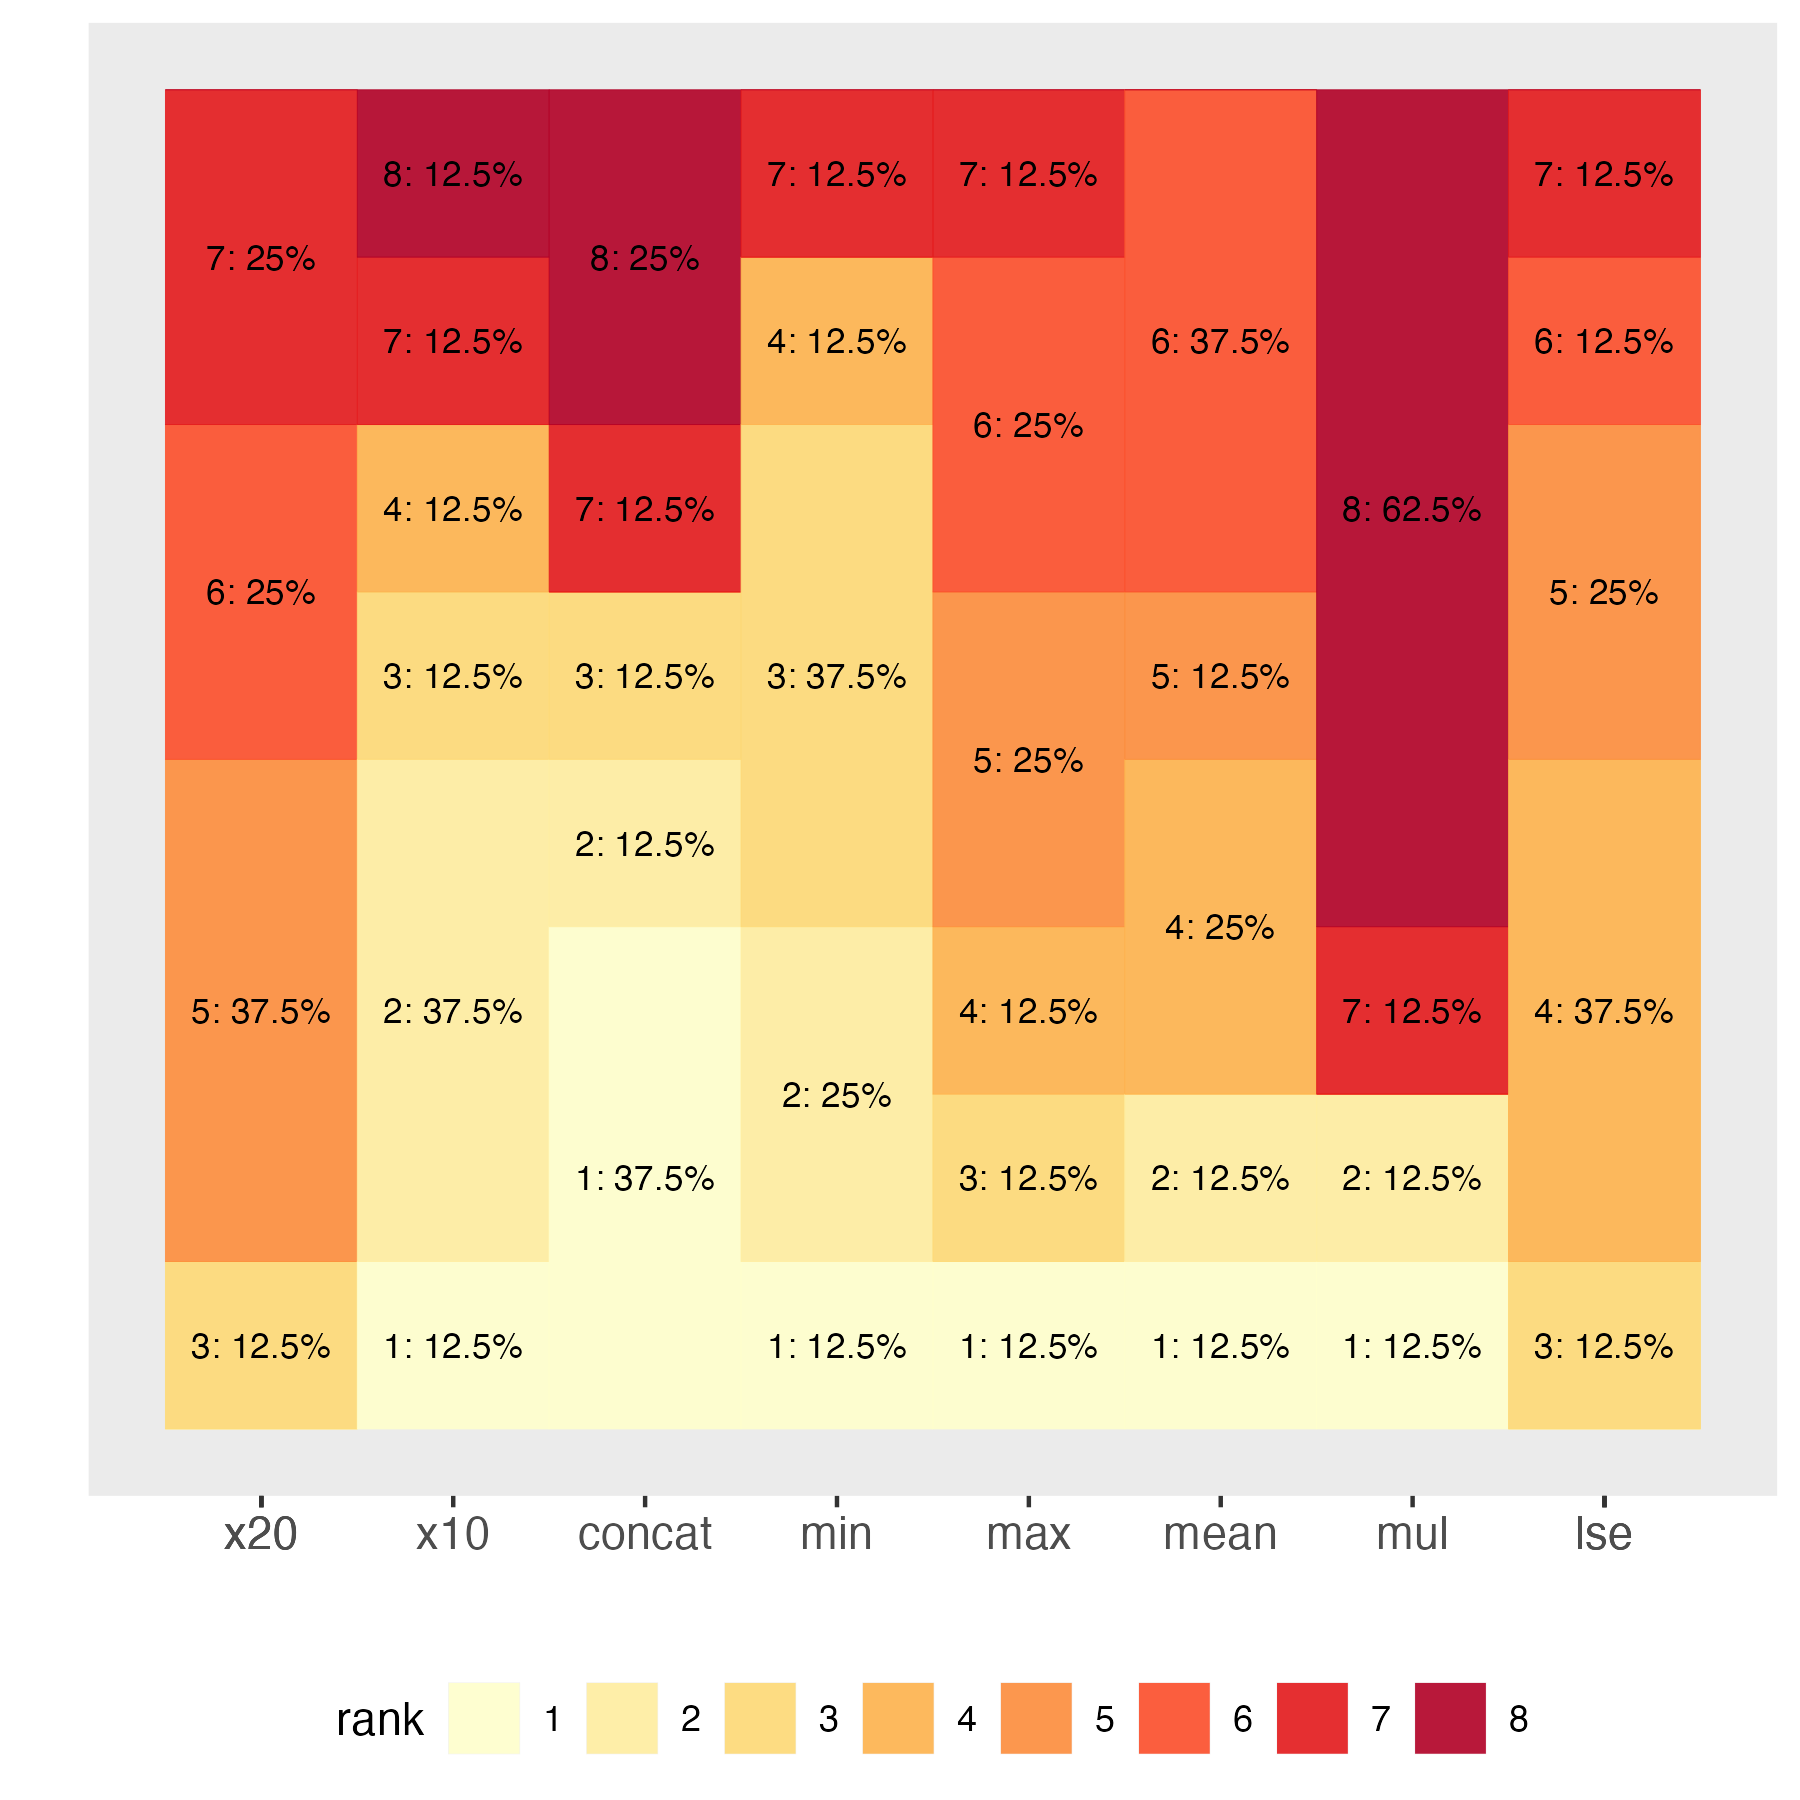 8: 12.5% 7: 12.5% 7: 12.5% 7: 12.5%
7: 25% 8: 25%
7: 12.5% 4: 12.5% 6: 37.5% 6: 12.5%
6: 25%
4: 12.5% 7: 12.5% 8: 62.5%
6: 25% 5: 25%
3: 12.5% 3: 12.5% 3: 37.5% 5: 12.5%
5: 25%
2: 12.5%
4: 25%
5: 37.5% 2: 37.5% 4: 12.5% 7: 12.5% 4: 37.5%
2: 25%
1: 37.5% 3: 12.5% 2: 12.5% 2: 12.5%
3: 12.5% 1: 12.5% 1: 12.5% 1: 12.5% 1: 12.5% 1: 12.5% 3: 12.5%
x20 x10 concat min max mean mul lse
rank 1 2 3 4 5 6 7 8